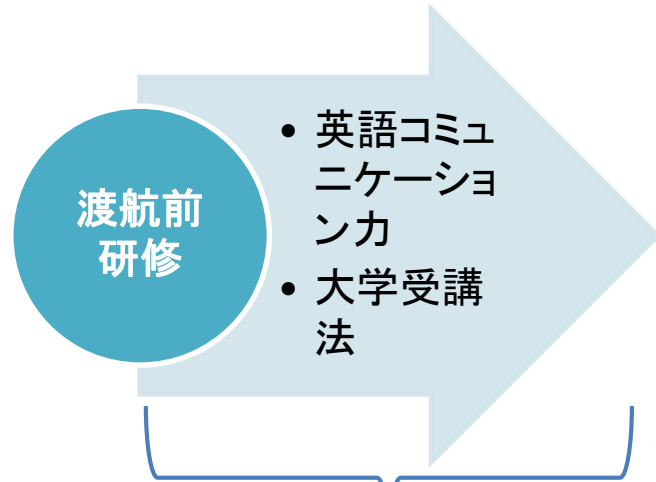 渡航前
研修
• 英語コミュ
ニケーショ
ン力
• 大学受講
法